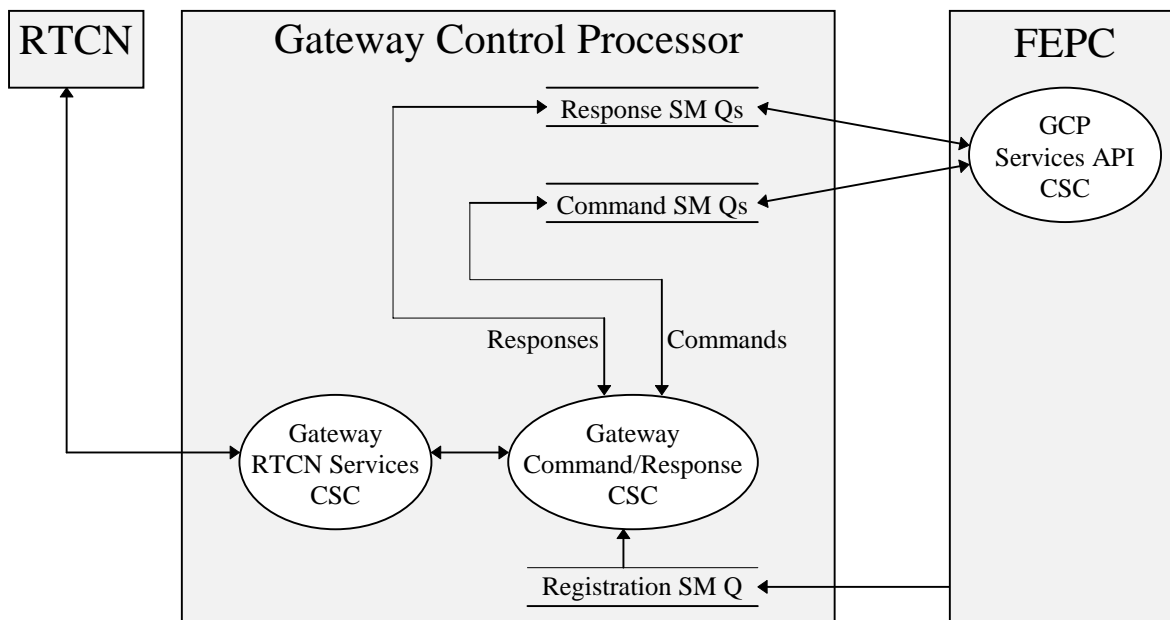 RTCN
Gateway Control Processor
FEPC
Response SM Qs
GCP
Services API
CSC
Command SM Qs
Responses
Commands
Gateway
RTCN Services
CSC
Gateway
Command/Response
CSC
Registration SM Q